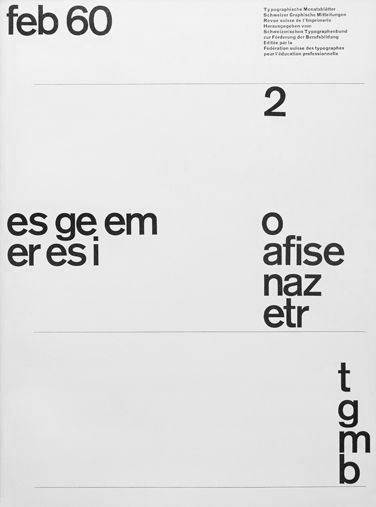 feb 60
Typographische Monatsblätter
Schweizer Graphische Mitteilungen
Revue suisse de l'Imprimerie
Herausgegeben vom
Schweizerischen Typographenbund
zur Förderung der Berufsbildung
Editée par la
Fédération suisse des typographes
pour l'éducation professionnelle
2
es ge em
er es i
o
afise
naz
etr
t
g
m
b